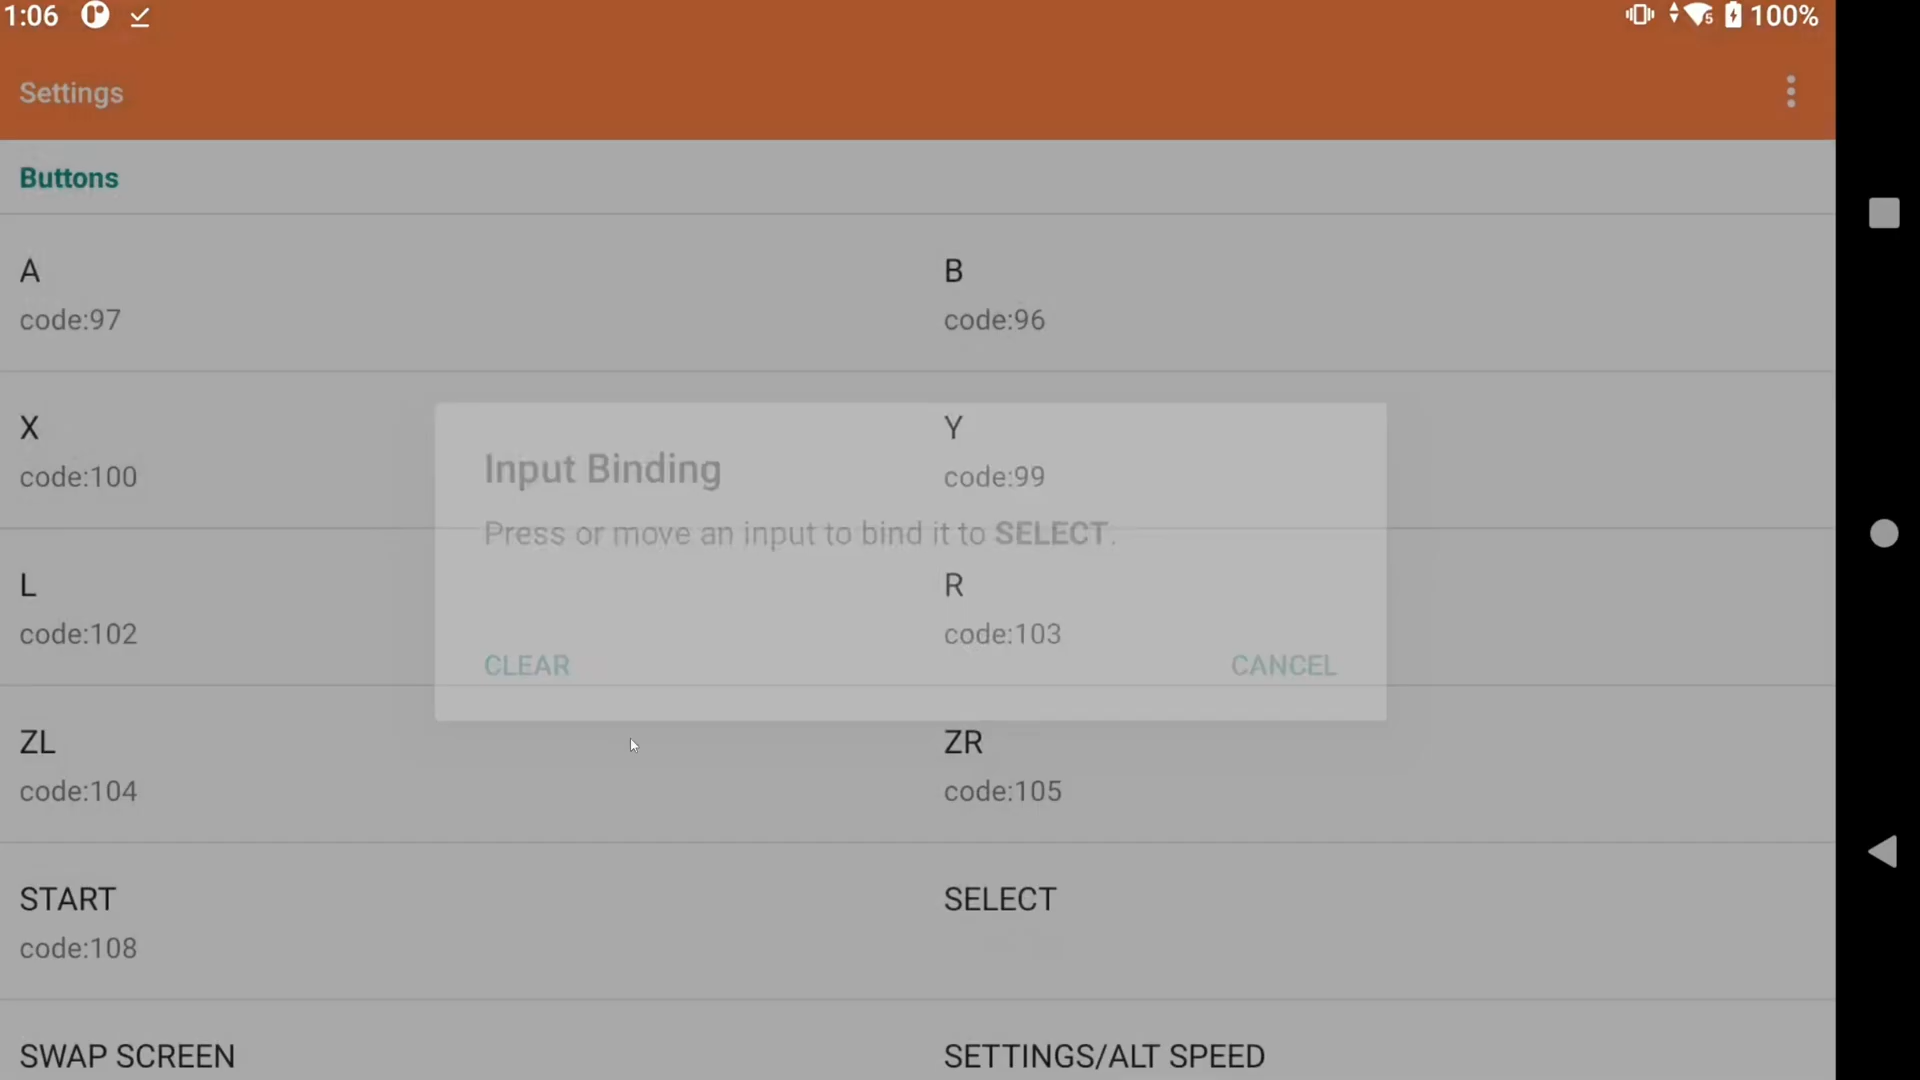 1:06 100%
Settings
Buttons
A B
code:97 code:96
X Y
code:100 code:99
Input Binding
Press or move an input to bind it to SELECT.
L R
code:102 code:103
CLEAR CANCEL
ZL ZR
code:104 code:105
START SELECT
code:108
SWAP SCREEN SETTINGS/ALT SPEED